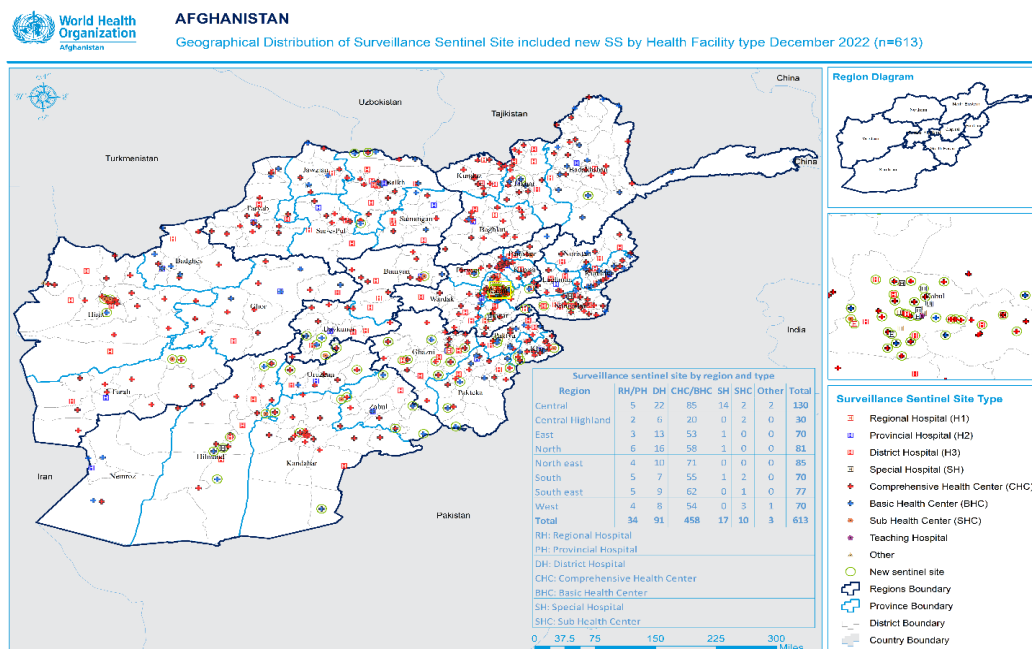 World Health
Organization
Afghanistan
AFGHANISTAN
Geographical Distribution of Surveillance Sentinel Site included new SS by Health Facility type December 2022 (n=613)
China
Uzbokistan
Tajikistan
Turkmenistan
China
Jawzjan
Balkh
Kunduz
Badakhshan
Faryab
Samangan
Sar-e-Pul
Baghlan
Badghes
Nuristan
Bamyan
Wardak
Ghor
Hirat
Ghazni
Paktya
Uruzgan
Paktika
Farah
Zabul
Hilmand
Kandahar
Nimroz
India
Iran
Pakistan
Surveillance sentinel site by region and type
Region RH/PH DH CHC/BHC SH SHC Other Total
Central 5 22 85 14 2 2 130
Central Highland 2 6 20 0 2 0 30
East 3 13 53 1 0 0 70
North 6 16 58 1 0 0 81
North east 4 10 71 0 0 0 85
South 5 7 55 1 2 0 70
South east 5 9 62 0 1 0 77
West 4 8 54 0 3 1 70
Total 34 91 458 17 10 3 613
RH: Regional Hospital
PH: Provincial Hospital
DH: District Hospital
CHC: Comprehensive Health Center
BHC: Basic Health Center
SH: Special Hospital
SHC: Sub Health Center
0 37.5 75 150 225 300
Miles
Region Diagram
Kabul
Surveillance Sentinel Site Type
Regional Hospital (H1)
Provincial Hospital (H2)
District Hospital (H3)
Special Hospital (SH)
Comprehensive Health Center (CHC)
Basic Health Center (BHC)
Sub Health Center (SHC)
Teaching Hospital
Other
New sentinel site
Regions Boundary
Province Boundary
District Boundary
Country Boundary